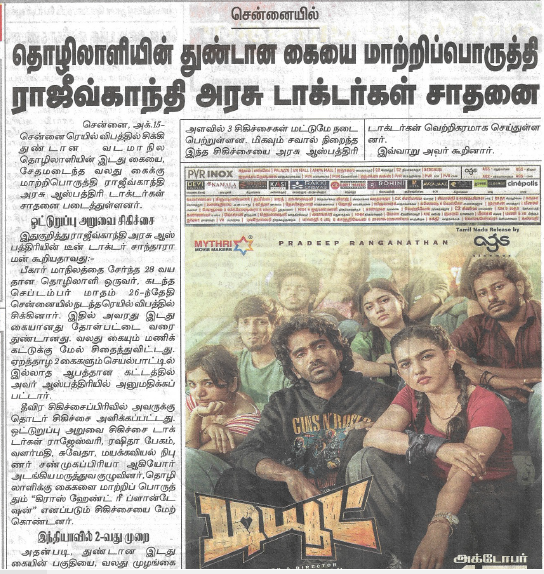 சென்னையில்
தொழிலாளியின் துண்டான கையை மாற்றிப்பொருத்தி
ராஜீவ்காந்தி அரசு டாக்டர்கள் சாதனை
சென்னை, அக்.15-
சென்னை ரெயில் விபத்தில் சிக்கி
துண்டான வடமாநில
தொழிலாளியின் இடது கையை,
சேதமடைந்த வலது கைக்கு
மாற்றிபொருத்தி ராஜீவ்காந்தி
அரசு ஆஸ்பத்திரி டாக்டர்கள்
சாதனை படைத்துள்ளனர்.
ஒட்டுறுப்பு அறுவை சிகிச்சை
இதுகுறித்து ராஜீவ்காந்தி அரசு ஆஸ்
பத்திரியின் டீன் டாக்டர் சாந்தாரா
மன் கூறியதாவது:-
பீகார் மாநிலத்தை சேர்ந்த 28 வய
தான தொழிலாளி ஒருவர், கடந்த
செப்டம்பர் மாதம் 26-ந்தேதி
சென்னையில் நடந்த ரெயில் விபத்தில்
சிக்கினார். இதில் அவரது இடது
கையானது தோள்பட்டை வரை
துண்டானது. வலது கையும் மணிக்
கட்டுக்கு மேல் சிதைந்துவிட்டது.
ஏறத்தாழ 2 கைகளும் செயல்பாட்டில்
இல்லாத ஆபத்தான கட்டத்தில்
அவர் ஆஸ்பத்திரியில் அனுமதிக்கப்
பட்டார்.
தீவிர சிகிச்சைப்பிரிவில் அவருக்கு
தொடர் சிகிச்சை அளிக்கப்பட்டது.
ஒட்டுறுப்பு அறுவை சிகிச்சை டாக்
டர்கள் ராஜேஸ்வரி, ரஷிதா பேகம்,
வளர்மதி, சுவேதா, மயக்கவியல் நிபு
ணர் சண்முகப்பிரியா ஆகியோர்
அடங்கிய மருத்துவ குழுவினர், தொழி
லாளிக்கு கைகளை மாற்றிப் பொருத்
தும் "கிராஸ் ஹேண்ட் ரீ ப்ளான்டே
ஷன்" எனப்படும் சிகிச்சையை மேற்
கொண்டனர்.
இந்தியாவில் 2-வது முறை
அதன்படி, துண்டான இடது
கையின் பகுதியை, வலது முழங்கை
அளவில் 3 சிகிச்சைகள் மட்டுமே நடை
பெற்றுள்ளன. மிகவும் சவால் நிறைந்த
இந்த சிகிச்சையை அரசு ஆஸ்பத்திரி
டாக்டர்கள் வெற்றிகரமாக செய்துள்ள
னர்.
இவ்வாறு அவர் கூறினார்.
PVR INOX
cinépolis
MYTHRI
MOVIE MAKERS
PRADEEP RANGANATHAN
Tamil Nadu Release by
AGS
GUNS N' ROSES
டியூட்
அக்டோபர்